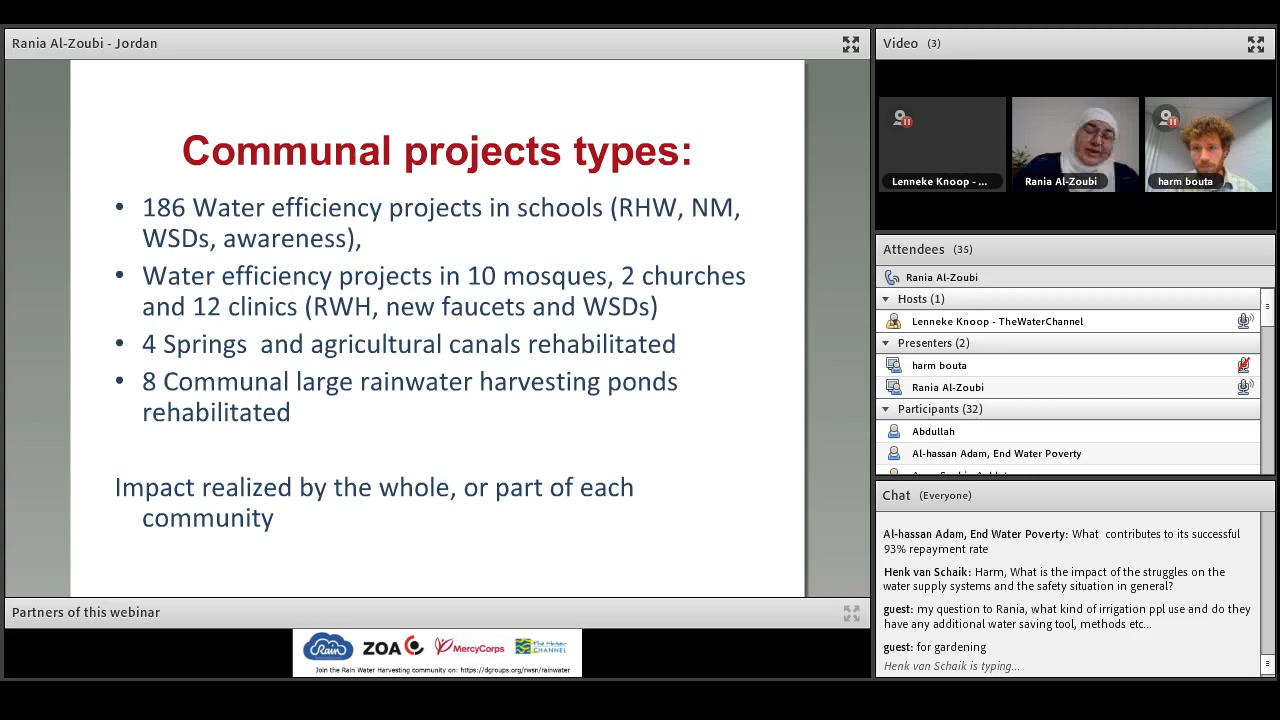 Rania Al-Zoubi - Jordan
Communal projects types:
• 186 Water efficiency projects in schools (RHW, NM,
WSDs, awareness),
• Water efficiency projects in 10 mosques, 2 churches
and 12 clinics (RWH, new faucets and WSDs)
• 4 Springs  and agricultural canals rehabilitated
• 8 Communal large rainwater harvesting ponds
rehabilitated
Impact realized by the whole, or part of each
community
Partners of this webinar
Rain
ZOA
MercyCorps
The Water
CHANNEL
Join the Rain Water Harvesting community on: https://dgroups.org/rwsn/rainwater
Video (3)
Lenneke Knoop - ...
Rania Al-Zoubi
harm bouta
Attendees (35)
Rania Al-Zoubi
Hosts (1)
Lenneke Knoop - TheWaterChannel
Presenters (2)
harm bouta
Rania Al-Zoubi
Participants (32)
Abdullah
Al-hassan Adam, End Water Poverty
Chat (Everyone)
Al-hassan Adam, End Water Poverty: What  contributes to its successful
93% repayment rate
Henk van Schaik: Harm, What is the impact of the struggles on the
water supply systems and the safety situation in general?
guest: my question to Rania, what kind of irrigation ppl use and do they
have any additional water saving tool, methods etc...
guest: for gardening
Henk van Schaik is typing...